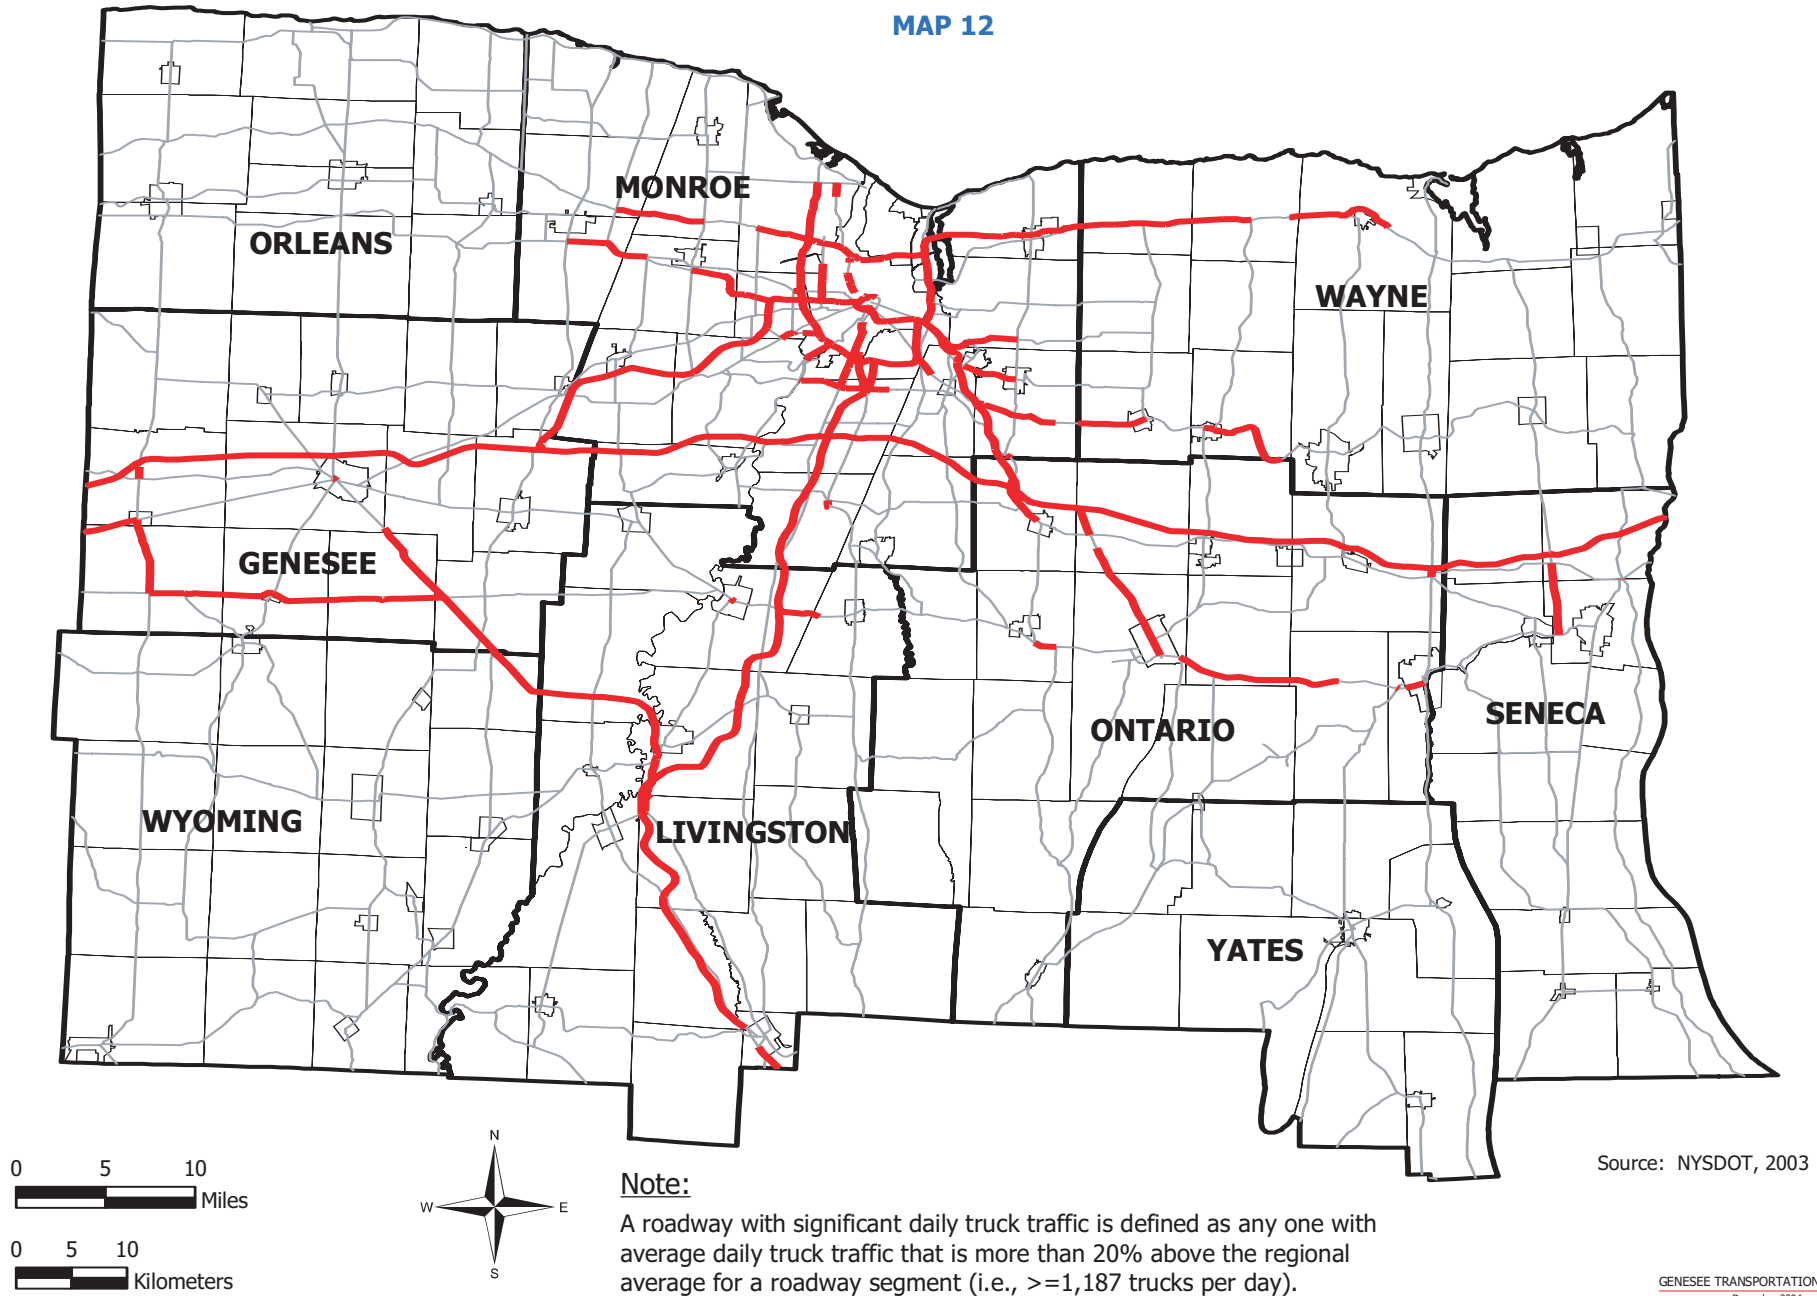 MAP 12
MONROE
ORLEANS
WAYNE
GENESEE
ONTARIO
SENECA
WYOMING
LIVINGSTON
YATES
0 5 10
Miles
0 5 10
Kilometers
N
W E
S
Note:
A roadway with significant daily truck traffic is defined as any one with
average daily truck traffic that is more than 20% above the regional
average for a roadway segment (i.e., >=1,187 trucks per day).
Source: NYSDOT, 2003
GENESEE TRANSPORTATION